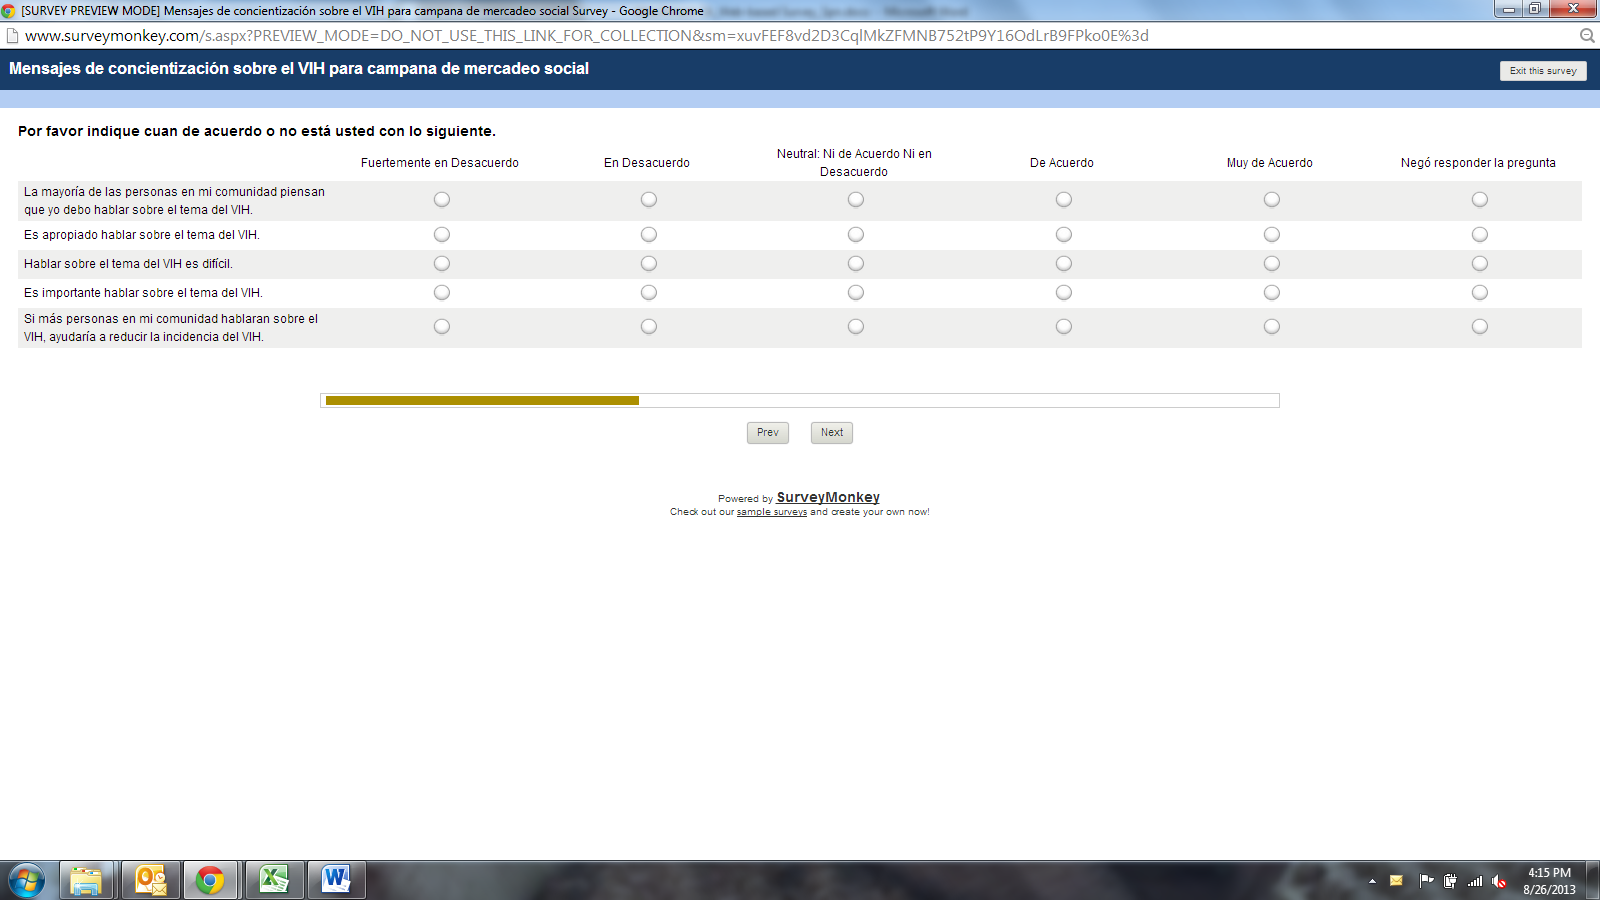 [SURVEY PREVIEW MODE] Mensajes de concientización sobre el VIH para campana de mercadeo social Survey - Google Chrome
www.surveymonkey.com/s.aspx?PREVIEW_MODE=DO_NOT_USE_THIS_LINK_FOR_COLLECTION&sm=xuvFEF8vd2D3CqlMkZFMNB752tP9Y16OdLrB9FPko0E%3d
Mensajes de concientización sobre el VIH para campana de mercadeo social
Exit this survey
Por favor indique cuan de acuerdo o no está usted con lo siguiente.
Fuertemente en Desacuerdo
En Desacuerdo
Neutral: Ni de Acuerdo Ni en
Desacuerdo
De Acuerdo
Muy de Acuerdo
Negó responder la pregunta
La mayoría de las personas en mi comunidad piensan
que yo debo hablar sobre el tema del VIH.
Es apropiado hablar sobre el tema del VIH.
Hablar sobre el tema del VIH es difícil.
Es importante hablar sobre el tema del VIH.
Si más personas en mi comunidad hablaran sobre el
VIH, ayudaría a reducir la incidencia del VIH.
Prev
Next
Powered by SurveyMonkey
Check out our sample surveys and create your own now!
4:15 PM
8/26/2013